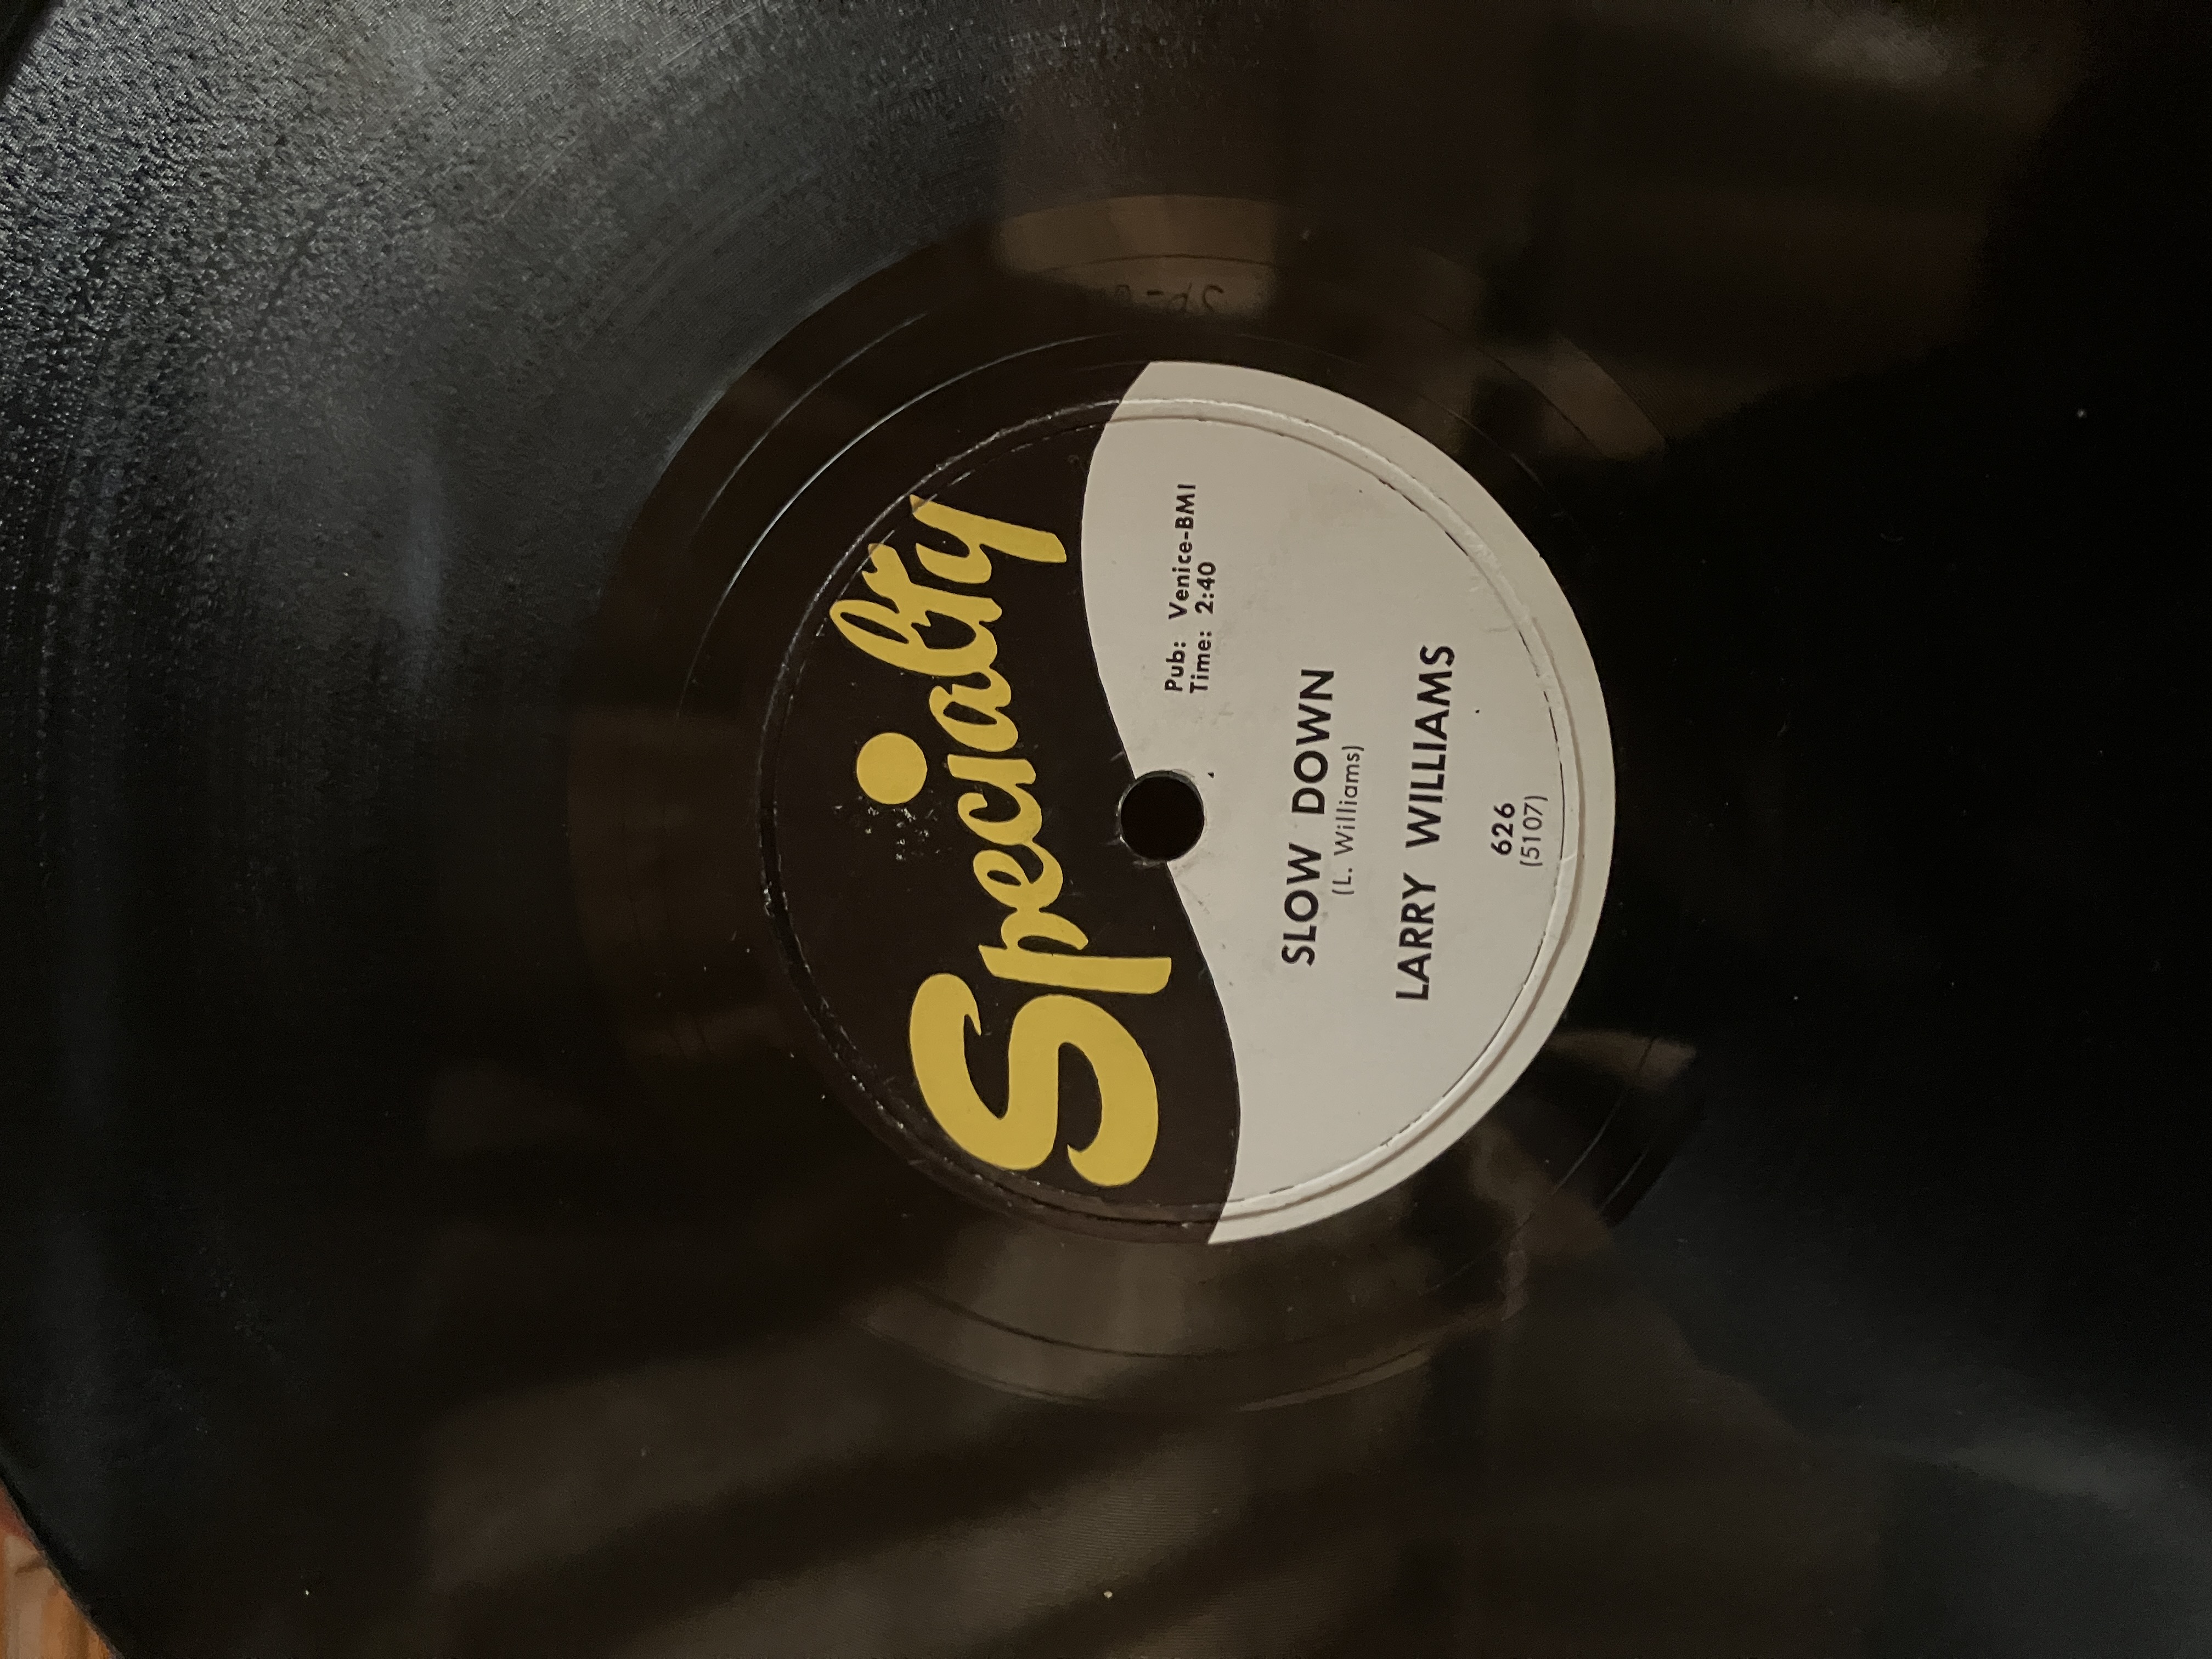 Specialty
Pub: Venice-BMI
Time: 2:40
SLOW DOWN
(L. Williams)
LARRY WILLIAMS
626
(5107)